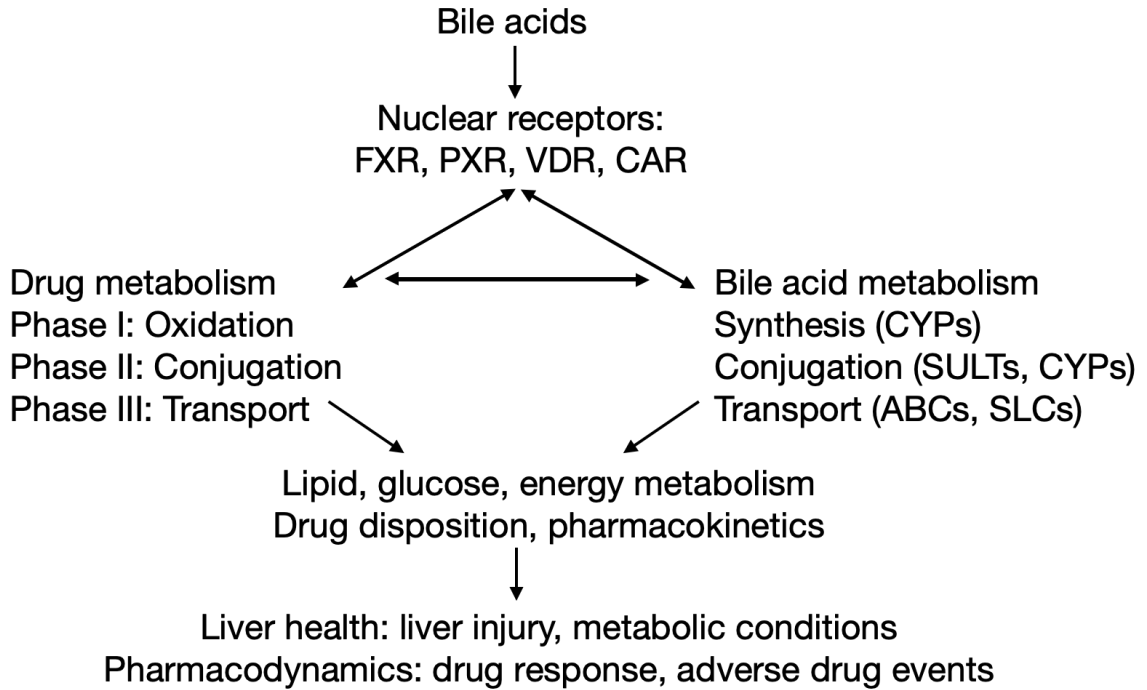 Bile acids
Nuclear receptors:
FXR, PXR, VDR, CAR
Drug metabolism
Phase I: Oxidation
Phase II: Conjugation
Phase III: Transport
Bile acid metabolism
Synthesis (CYPs)
Conjugation (SULTs, CYPs)
Transport (ABCs, SLCs)
Lipid, glucose, energy metabolism
Drug disposition, pharmacokinetics
Liver health: liver injury, metabolic conditions
Pharmacodynamics: drug response, adverse drug events